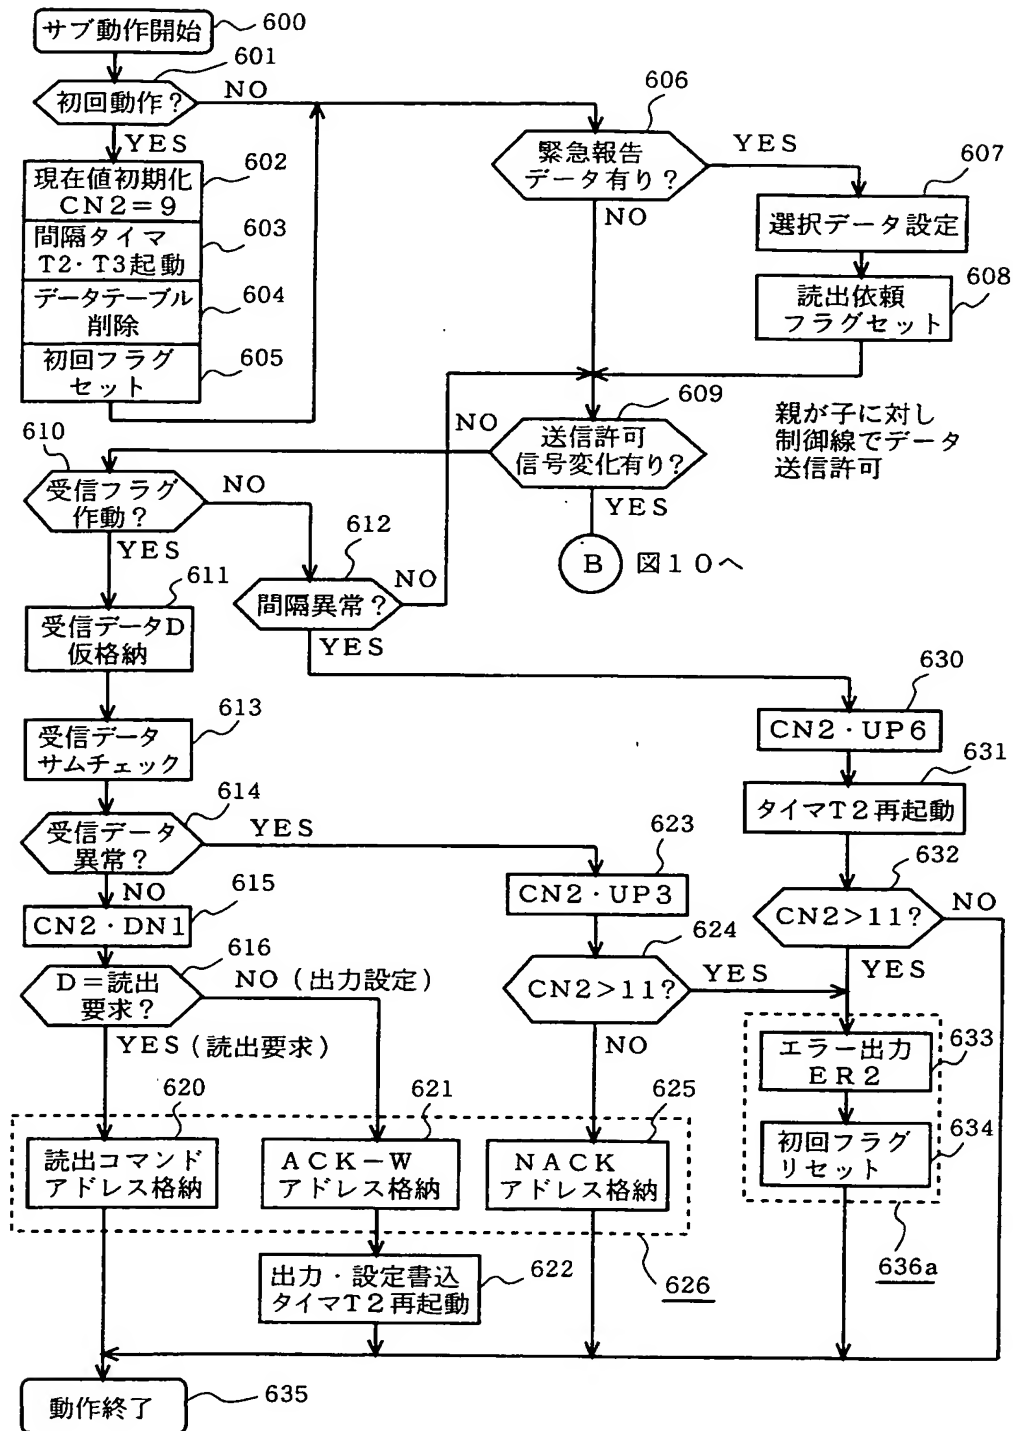 サブ動作開始
600
601
初回動作？
NO
YES
現在値初期化
CN2＝9
602
間隔タイマ
T2・T3起動
603
データテーブル
削除
604
初回フラグ
セット
605
606
緊急報告
データ有り？
YES
NO
607
選択データ設定
608
読出依頼
フラグセット
609
送信許可
信号変化有り？
NO
YES
親が子に対し
制御線でデータ
送信許可
B
図10へ
610
受信フラグ
作動？
NO
YES
611
受信データD
仮格納
612
間隔異常？
NO
YES
613
受信データ
サムチェック
614
受信データ
異常？
YES
NO
615
CN2・DN1
616
D＝読出
要求？
NO（出力設定）
YES（読出要求）
623
CN2・UP3
624
CN2＞11？
YES
NO
630
CN2・UP6
631
タイマT2再起動
632
CN2＞11？
NO
YES
エラー出力
ER2
633
初回フラグ
リセット
634
636a
620
読出コマンド
アドレス格納
621
ACK－W
アドレス格納
625
NACK
アドレス格納
626
出力・設定書込
タイマT2再起動
622
動作終了
635